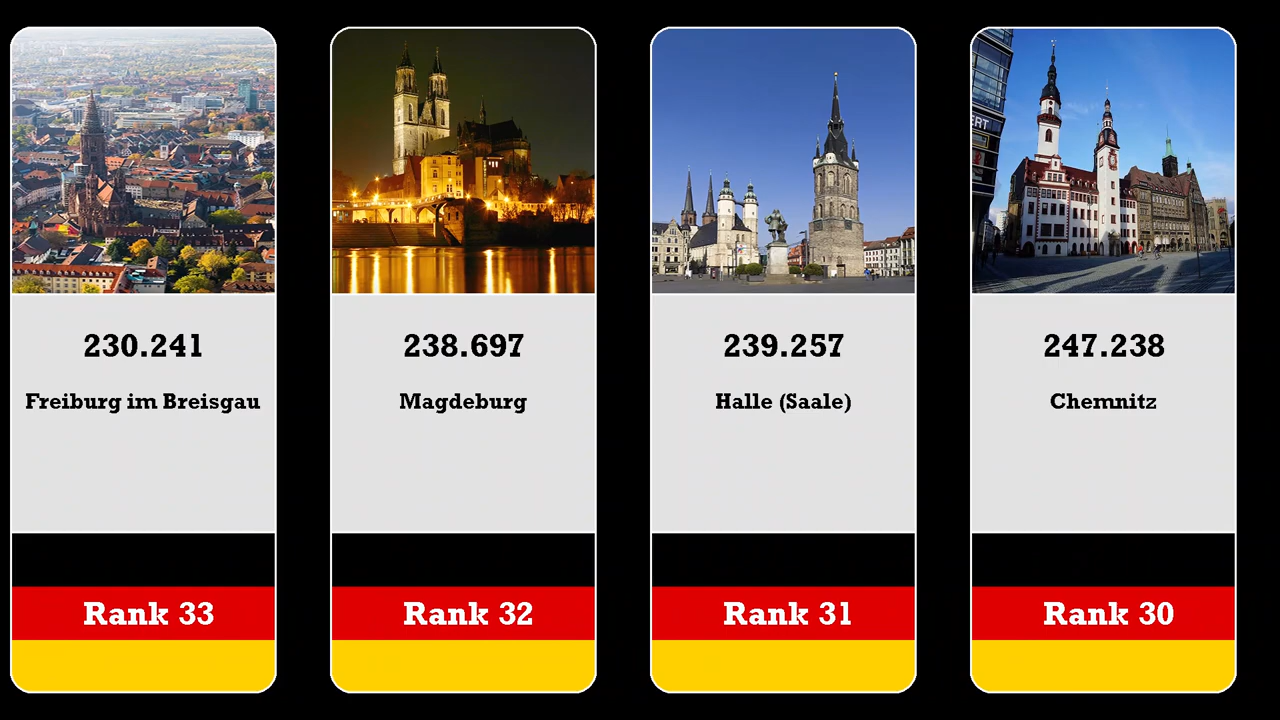 230.241
Freiburg im Breisgau
Rank 33
238.697
Magdeburg
Rank 32
239.257
Halle (Saale)
Rank 31
ERT
247.238
Chemnitz
Rank 30